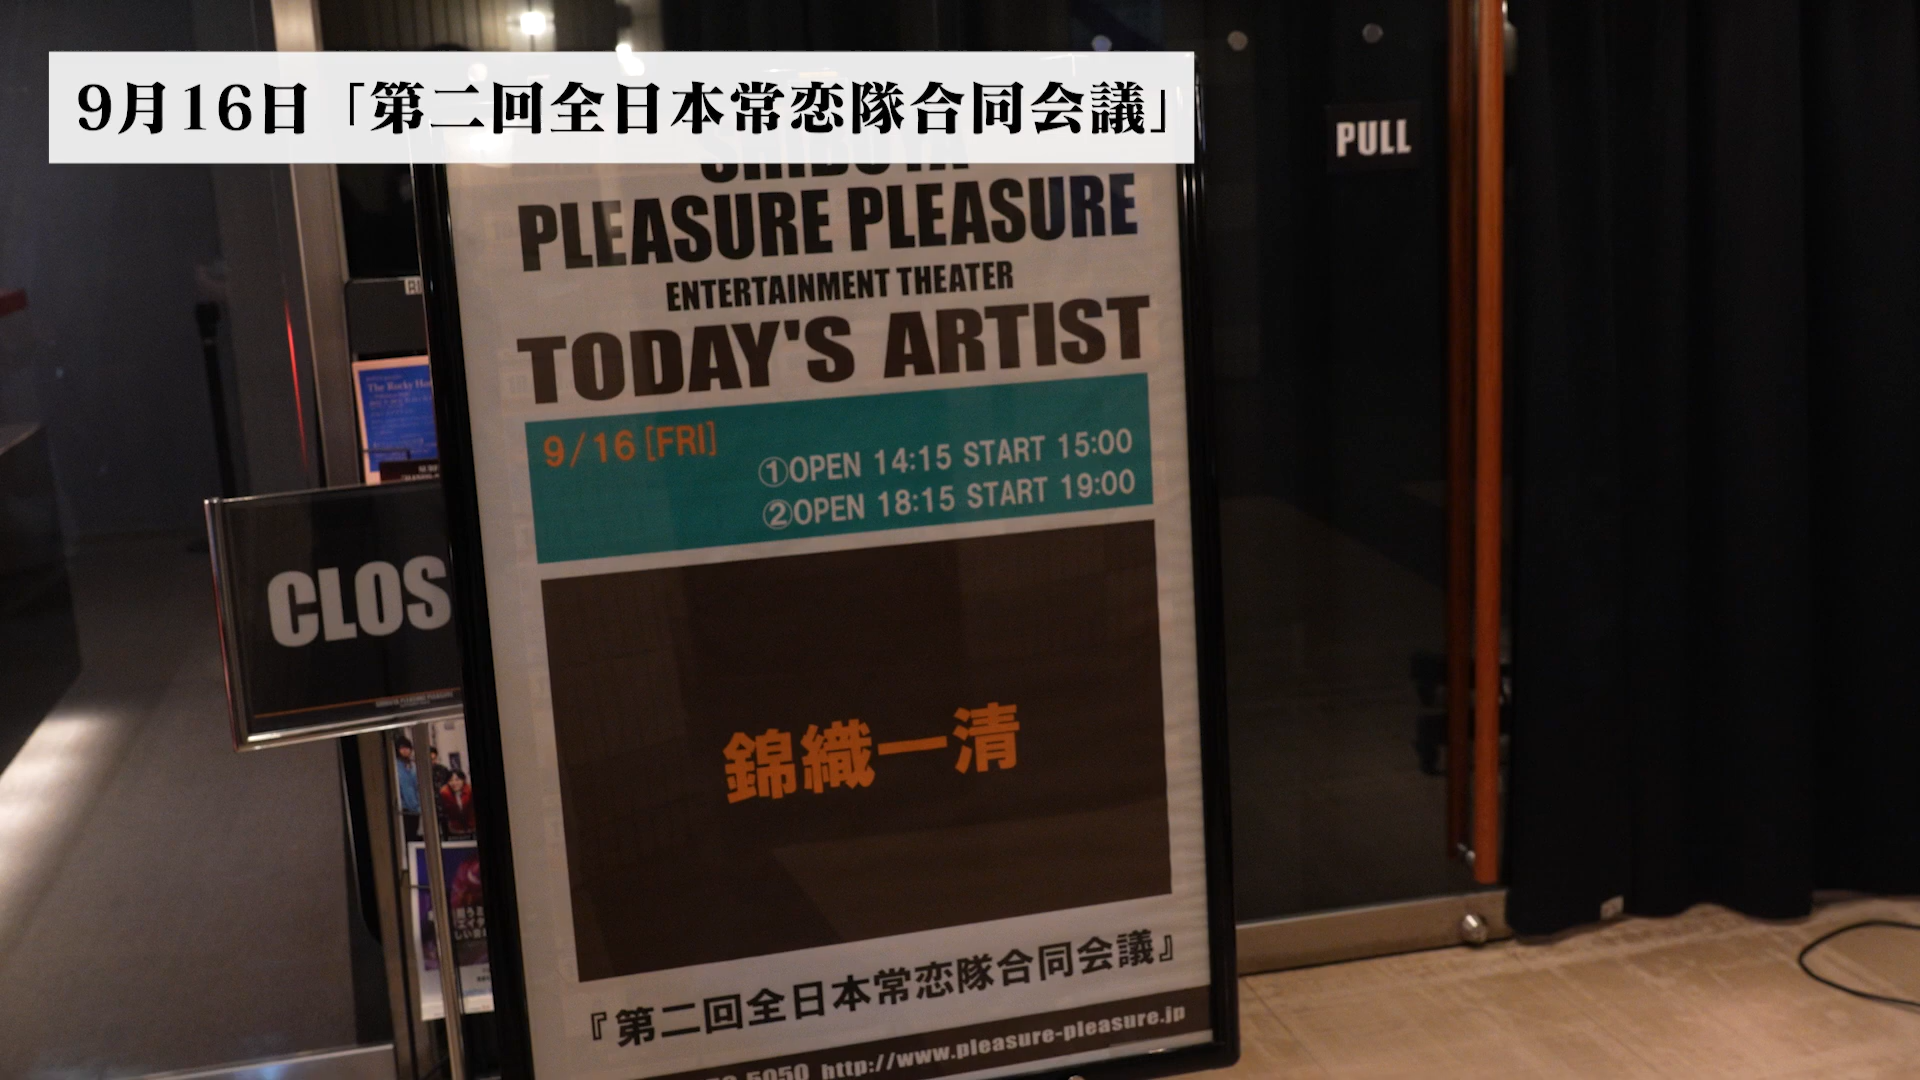 9月16日「第二回全日本常恋隊合同会議」
PULL
SHIBUYA
PLEASURE PLEASURE
ENTERTAINMENT THEATER
TODAY'S ARTIST
9/16[FRI]
①OPEN 14:15 START 15:00
②OPEN 18:15 START 19:00
CLOS
錦織一清
『第二回全日本常恋隊合同会議』
5050 http://www.pleasure-pleasure.jp